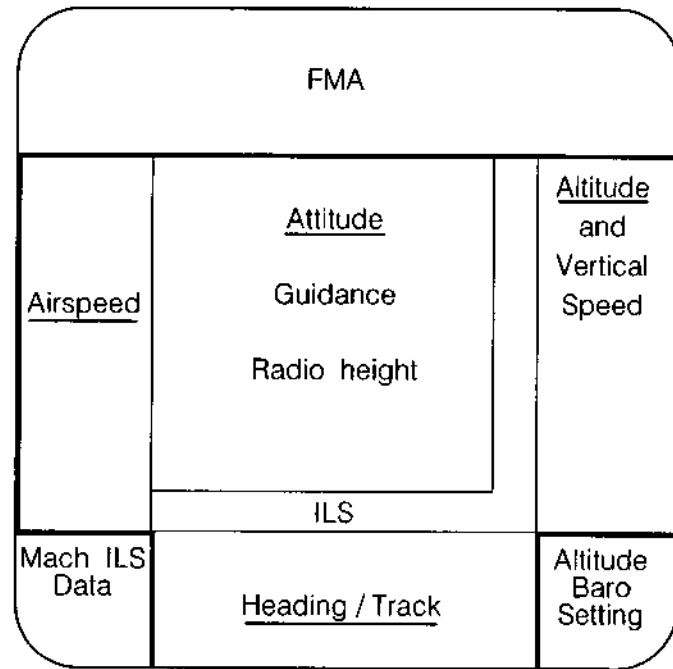 FMA
Airspeed
Attitude
Guidance
Radio height
Altitude
and
Vertical
Speed
ILS
Mach ILS
Data
Heading / Track
Altitude
Baro
Setting